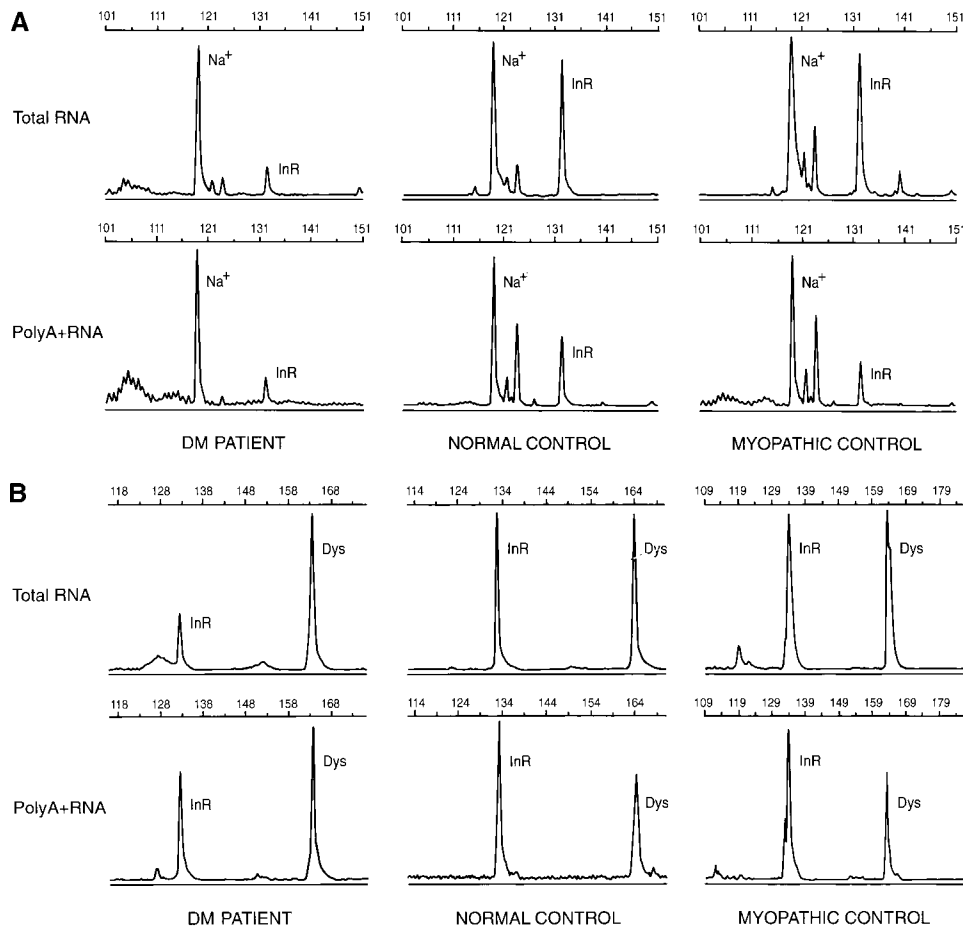 A
101 111 121 131 141 151
101 111 121 131 141 151
101 111 121 131 141 151
Total RNA
Na+
InR
Na+
InR
Na+
InR
101 111 121 131 141 151
101 111 121 131 141 151
101 111 121 131 141 151
PolyA+RNA
Na+
InR
Na+
InR
Na+
InR
DM PATIENT
NORMAL CONTROL
MYOPATHIC CONTROL
B
118 128 138 148 158 168
114 124 134 144 154 164
109 119 129 139 149 159 169 179
Total RNA
InR
Dys
InR
Dys
InR
Dys
118 128 138 148 158 168
114 124 134 144 154 164
109 119 129 139 149 159 169 179
PolyA+RNA
InR
Dys
InR
Dys
InR
Dys
DM PATIENT
NORMAL CONTROL
MYOPATHIC CONTROL